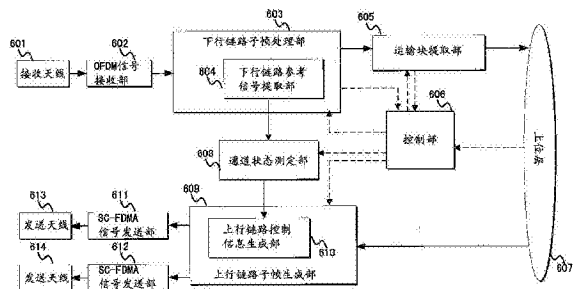 601
接收天线
602
OFDM信号
接收部
603
下行链路子帧处理部
604
下行链路参考
信号提取部
605
运输块提取部
606
控制部
上位层
607
608
通道状态测定部
609
上行链路控制
信息生成部
610
上行链路子帧生成部
611
SC-FDMA
信号发送部
613
发送天线
612
SC-FDMA
信号发送部
614
发送天线